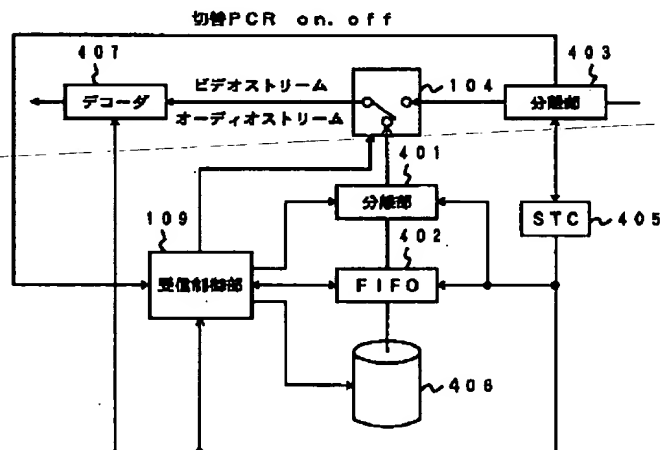 切替PCR on. off
407
403
デコーダ
ビデオストリーム
オーディオストリーム
104
分離部
401
分離部
STC
405
109
402
受信制御部
FIFO
406